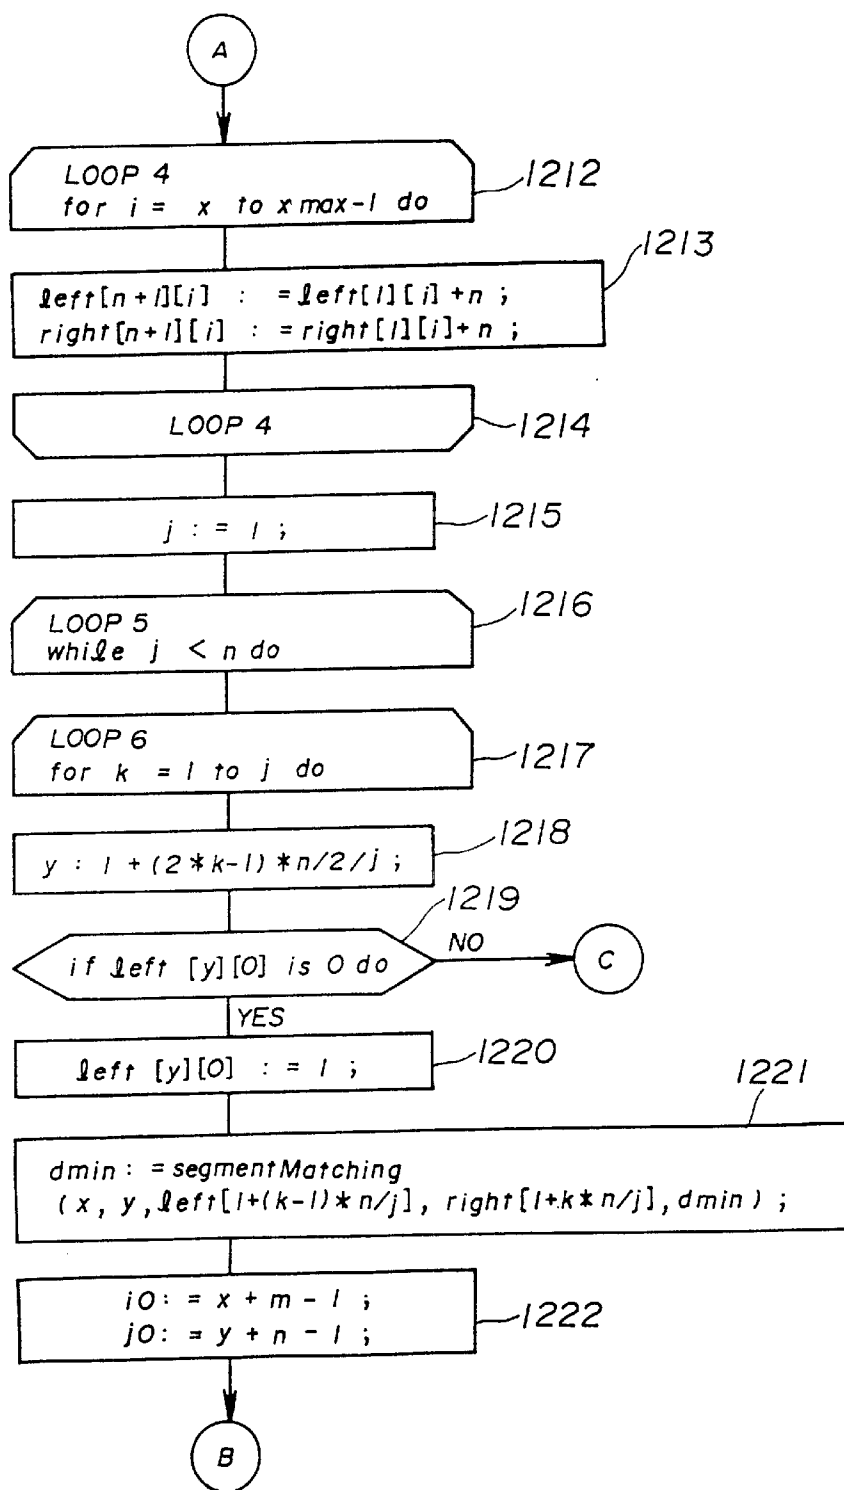 A
LOOP 4
for i = x to xmax-1 do
1212
1213
left[n+1][i] : =left[1][i]+n ;
right[n+1][i] : =right[1][i]+n ;
LOOP 4
1214
1215
j : = 1 ;
1216
LOOP 5
while j < n do
LOOP 6
for k = 1 to j do
1217
1218
y : 1 + (2*k-1)*n/2/j ;
1219
if left [y][0] is 0 do
NO
C
YES
1220
left [y][0] : = 1 ;
1221
dmin : =segmentMatching
(x, y, left[1+(k-1)*n/j], right[1+k*n/j], dmin) ;
i0 : = x + m - 1 ;
j0 : = y + n - 1 ;
1222
B